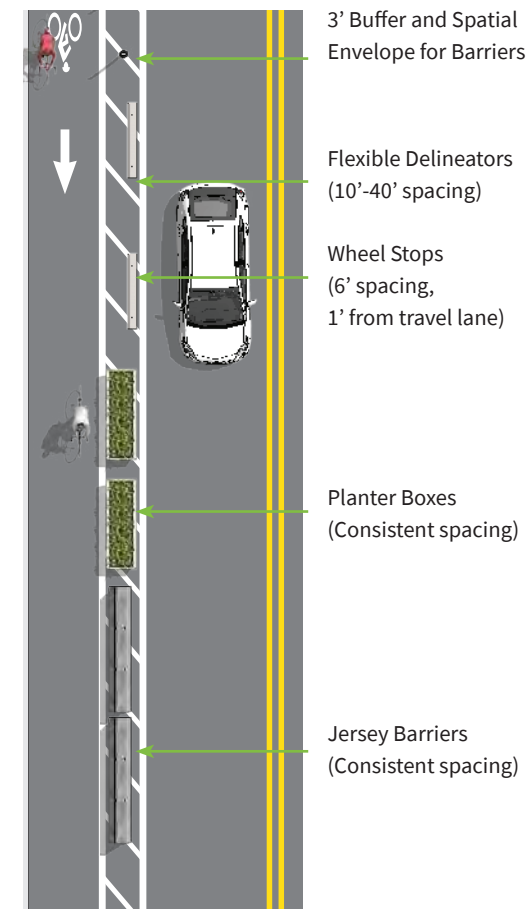 3’ Buffer and Spatial
Envelope for Barriers
Flexible Delineators
(10’-40’ spacing)
Wheel Stops
(6’ spacing,
1’ from travel lane)
Planter Boxes
(Consistent spacing)
Jersey Barriers
(Consistent spacing)